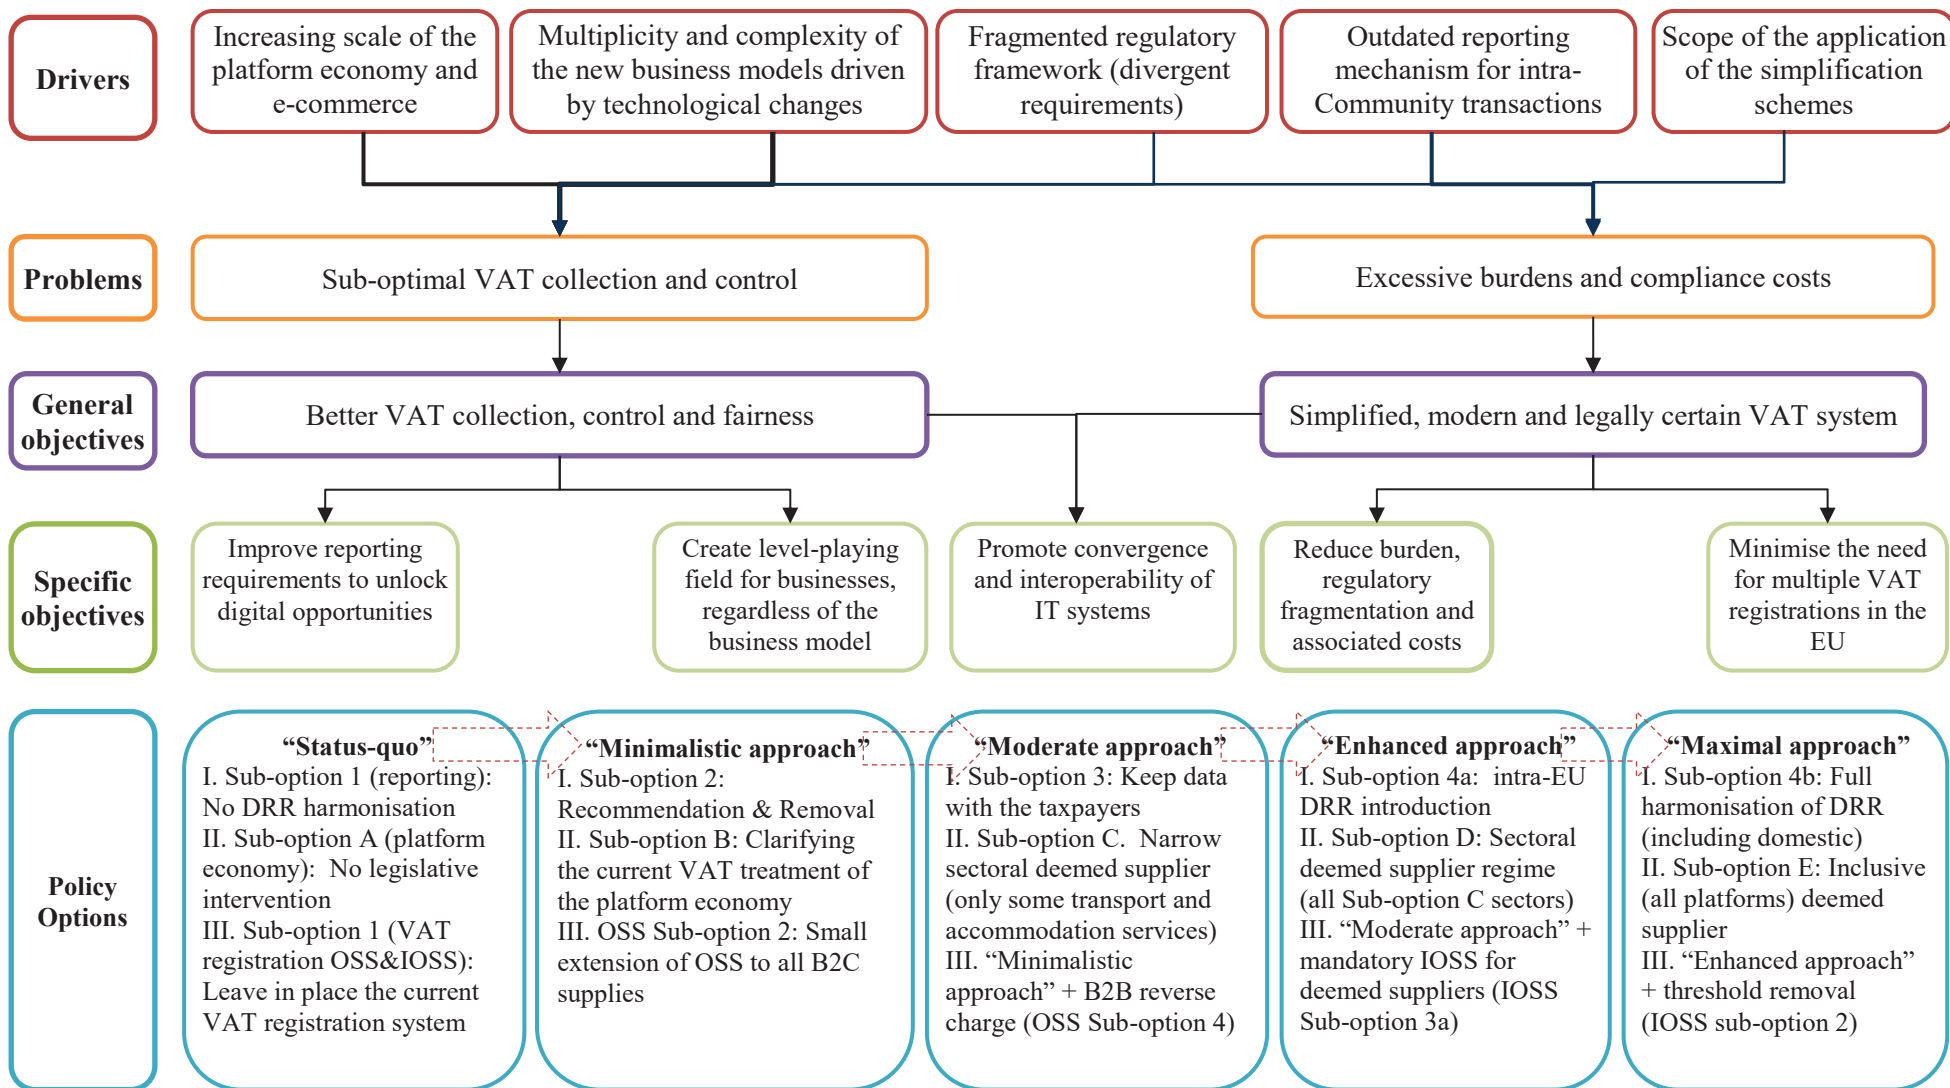 Drivers
Increasing scale of the
platform economy and
e-commerce
Multiplicity and complexity of
the new business models driven
by technological changes
Fragmented regulatory
framework (divergent
requirements)
Outdated reporting
mechanism for intra-
Community transactions
Scope of the application
of the simplification
schemes
Problems
Sub-optimal VAT collection and control
Excessive burdens and compliance costs
General
objectives
Better VAT collection, control and fairness
Simplified, modern and legally certain VAT system
Specific
objectives
Improve reporting
requirements to unlock
digital opportunities
Create level-playing
field for businesses,
regardless of the
business model
Promote convergence
and interoperability of
IT systems
Reduce burden,
regulatory
fragmentation and
associated costs
Minimise the need
for multiple VAT
registrations in the
EU
Policy
Options
“Status-quo”
I. Sub-option 1 (reporting):
No DRR harmonisation
II. Sub-option A (platform
economy):  No legislative
intervention
III. Sub-option 1 (VAT
registration OSS&IOSS):
Leave in place the current
VAT registration system
“Minimalistic approach”
I. Sub-option 2:
Recommendation & Removal
II. Sub-option B: Clarifying
the current VAT treatment of
the platform economy
III. OSS Sub-option 2: Small
extension of OSS to all B2C
supplies
“Moderate approach”
I. Sub-option 3: Keep data
with the taxpayers
II. Sub-option C.  Narrow
sectoral deemed supplier
(only some transport and
accommodation services)
III. “Minimalistic
approach” + B2B reverse
charge (OSS Sub-option 4)
“Enhanced approach”
I. Sub-option 4a:  intra-EU
DRR introduction
II. Sub-option D: Sectoral
deemed supplier regime
(all Sub-option C sectors)
III. “Moderate approach” +
mandatory IOSS for
deemed suppliers (IOSS
Sub-option 3a)
“Maximal approach”
I. Sub-option 4b: Full
harmonisation of DRR
(including domestic)
II. Sub-option E: Inclusive
(all platforms) deemed
supplier
III. “Enhanced approach”
+ threshold removal
(IOSS sub-option 2)